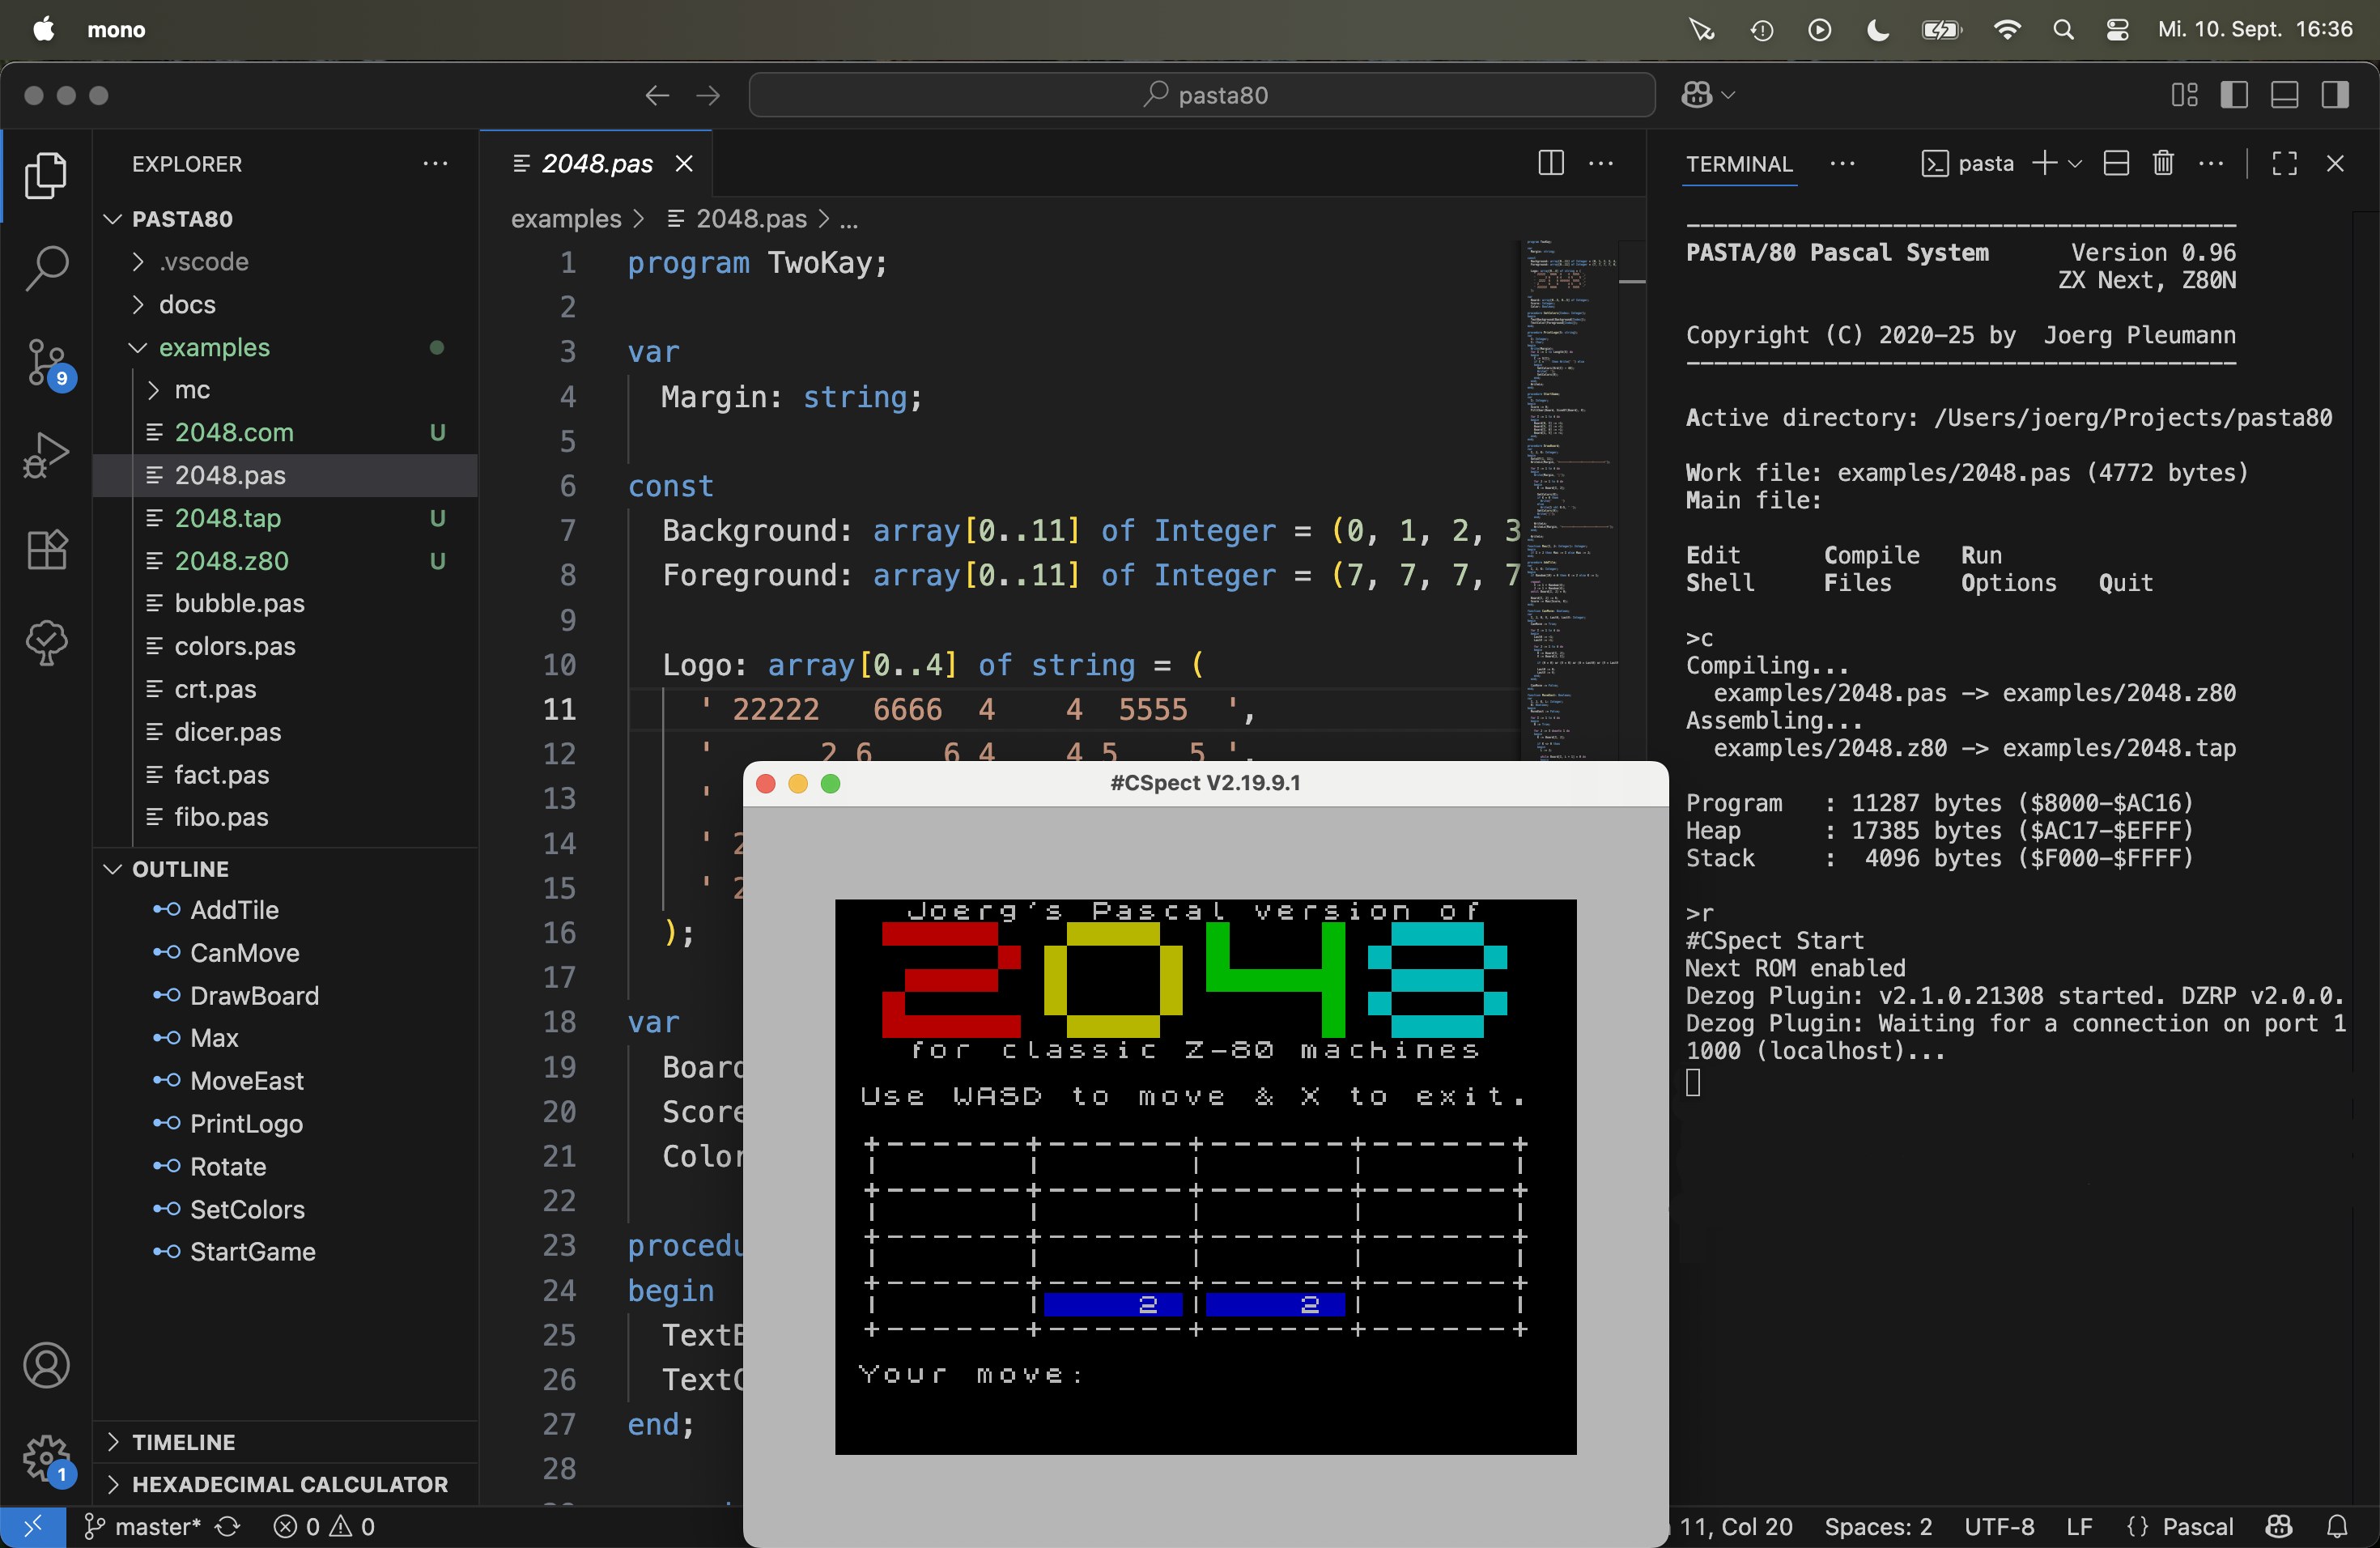 mono
Mi. 10. Sept. 16:36
pasta80
EXPLORER
PASTA80
.vscode
docs
examples
mc
2048.com U
2048.pas
2048.tap U
2048.z80 U
bubble.pas
colors.pas
crt.pas
dicer.pas
fact.pas
fibo.pas
OUTLINE
AddTile
CanMove
DrawBoard
Max
MoveEast
PrintLogo
Rotate
SetColors
StartGame
TIMELINE
HEXADECIMAL CALCULATOR
9
1
2048.pas
examples > 2048.pas > ...
1 program TwoKay;
2
3 var
4 Margin: string;
5
6 const
7 Background: array[0..11] of Integer = (0, 1, 2, 3
8 Foreground: array[0..11] of Integer = (7, 7, 7, 7
9
10 Logo: array[0..4] of string = (
11 ' 22222   6666  4    4  5555  ',
12 '      2 6    6 4    4 5    5 ',
13 '
14 ' 2
15 ' 2
16 );
17
18 var
19 Board
20 Score
21 Color
22
23 procedu
24 begin
25 TextB
26 TextC
27 end;
28
#CSpect V2.19.9.1
Joerg's Pascal version of
2048
for classic Z-80 machines
Use WASD to move & X to exit.
+------+------+------+------+
|      |      |      |      |
+------+------+------+------+
|      |      |      |      |
+------+------+------+------+
|      |      |      |      |
+------+------+------+------+
|      |    2 |    2 |      |
+------+------+------+------+
Your move:
TERMINAL
pasta
----------------------------------------
PASTA/80 Pascal System      Version 0.96
ZX Next, Z80N
Copyright (C) 2020-25 by  Joerg Pleumann
----------------------------------------
Active directory: /Users/joerg/Projects/pasta80
Work file: examples/2048.pas (4772 bytes)
Main file:
Edit      Compile   Run
Shell     Files     Options   Quit
>c
Compiling...
examples/2048.pas -> examples/2048.z80
Assembling...
examples/2048.z80 -> examples/2048.tap
Program   : 11287 bytes ($8000-$AC16)
Heap      : 17385 bytes ($AC17-$EFFF)
Stack     :  4096 bytes ($F000-$FFFF)
>r
#CSpect Start
Next ROM enabled
Dezog Plugin: v2.1.0.21308 started. DZRP v2.0.0.
Dezog Plugin: Waiting for a connection on port 1
1000 (localhost)...
master* 0 0
11, Col 20 Spaces: 2 UTF-8 LF {} Pascal